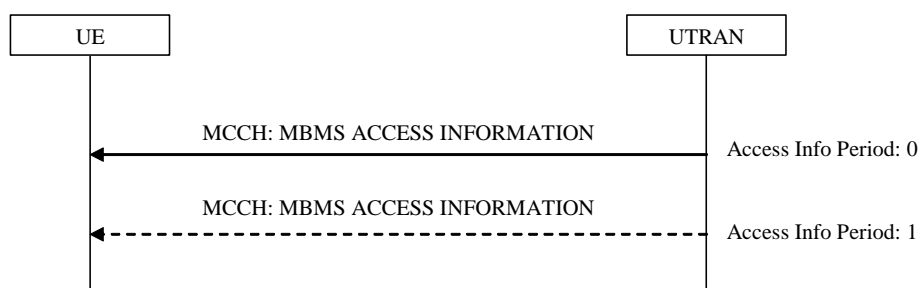 UE
UTRAN
MCCH: MBMS ACCESS INFORMATION
Access Info Period: 0
MCCH: MBMS ACCESS INFORMATION
Access Info Period: 1